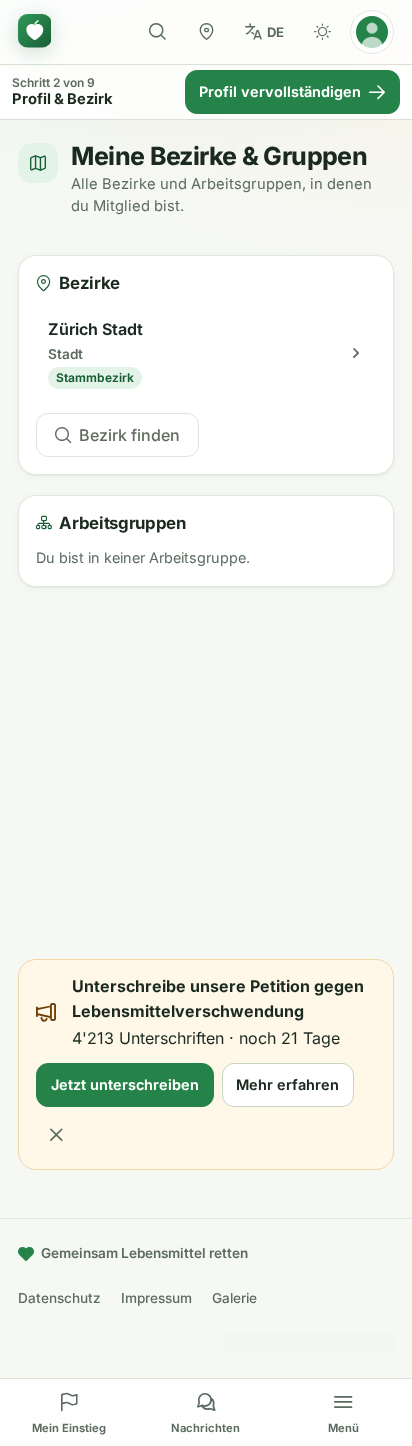 DE
Schritt 2 von 9
Profil & Bezirk
Profil vervollständigen
Meine Bezirke & Gruppen
Alle Bezirke und Arbeitsgruppen, in denen
du Mitglied bist.
Bezirke
Zürich Stadt
Stadt
Stammbezirk
Bezirk finden
Arbeitsgruppen
Du bist in keiner Arbeitsgruppe.
Unterschreibe unsere Petition gegen
Lebensmittelverschwendung
4'213 Unterschriften · noch 21 Tage
Jetzt unterschreiben
Mehr erfahren
Gemeinsam Lebensmittel retten
Datenschutz
Impressum
Galerie
Mein Einstieg
Nachrichten
Menü